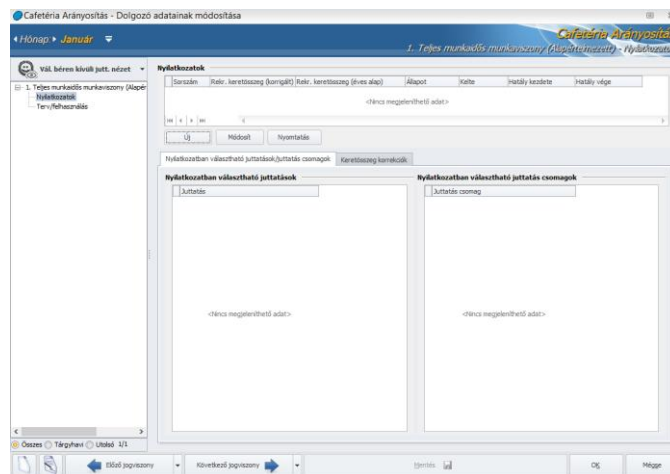 Cafetéria Arányosítás - Dolgozó adatainak módosítása
Hónap: Január
Cafetéria Arányosítás
1. Teljes munkaidős munkaviszony (Alapértelmezett) - Nyilatkozatok
Vál. béren kívüli jutt. nézet
1. Teljes munkaidős munkaviszony (Alapér
Nyilatkozatok
Terv/felhasználás
Nyilatkozatok
Sorszám Rekr. keretösszeg (korrigált) Rekr. keretösszeg (éves alap) Állapot Kelte Hatály kezdete Hatály vége
<Nincs megjeleníthető adat>
Új Módosít Nyomtatás
Nyilatkozatban választható juttatások/juttatás csomagok Keretösszeg korrekciók
Nyilatkozatban választható juttatások Nyilatkozatban választható juttatás csomagok
Juttatás Juttatás csomag
<Nincs megjeleníthető adat> <Nincs megjeleníthető adat>
Összes Tárgyhavi Utolsó 1/1
Előző jogviszony Következő jogviszony Mentés OK Mégse